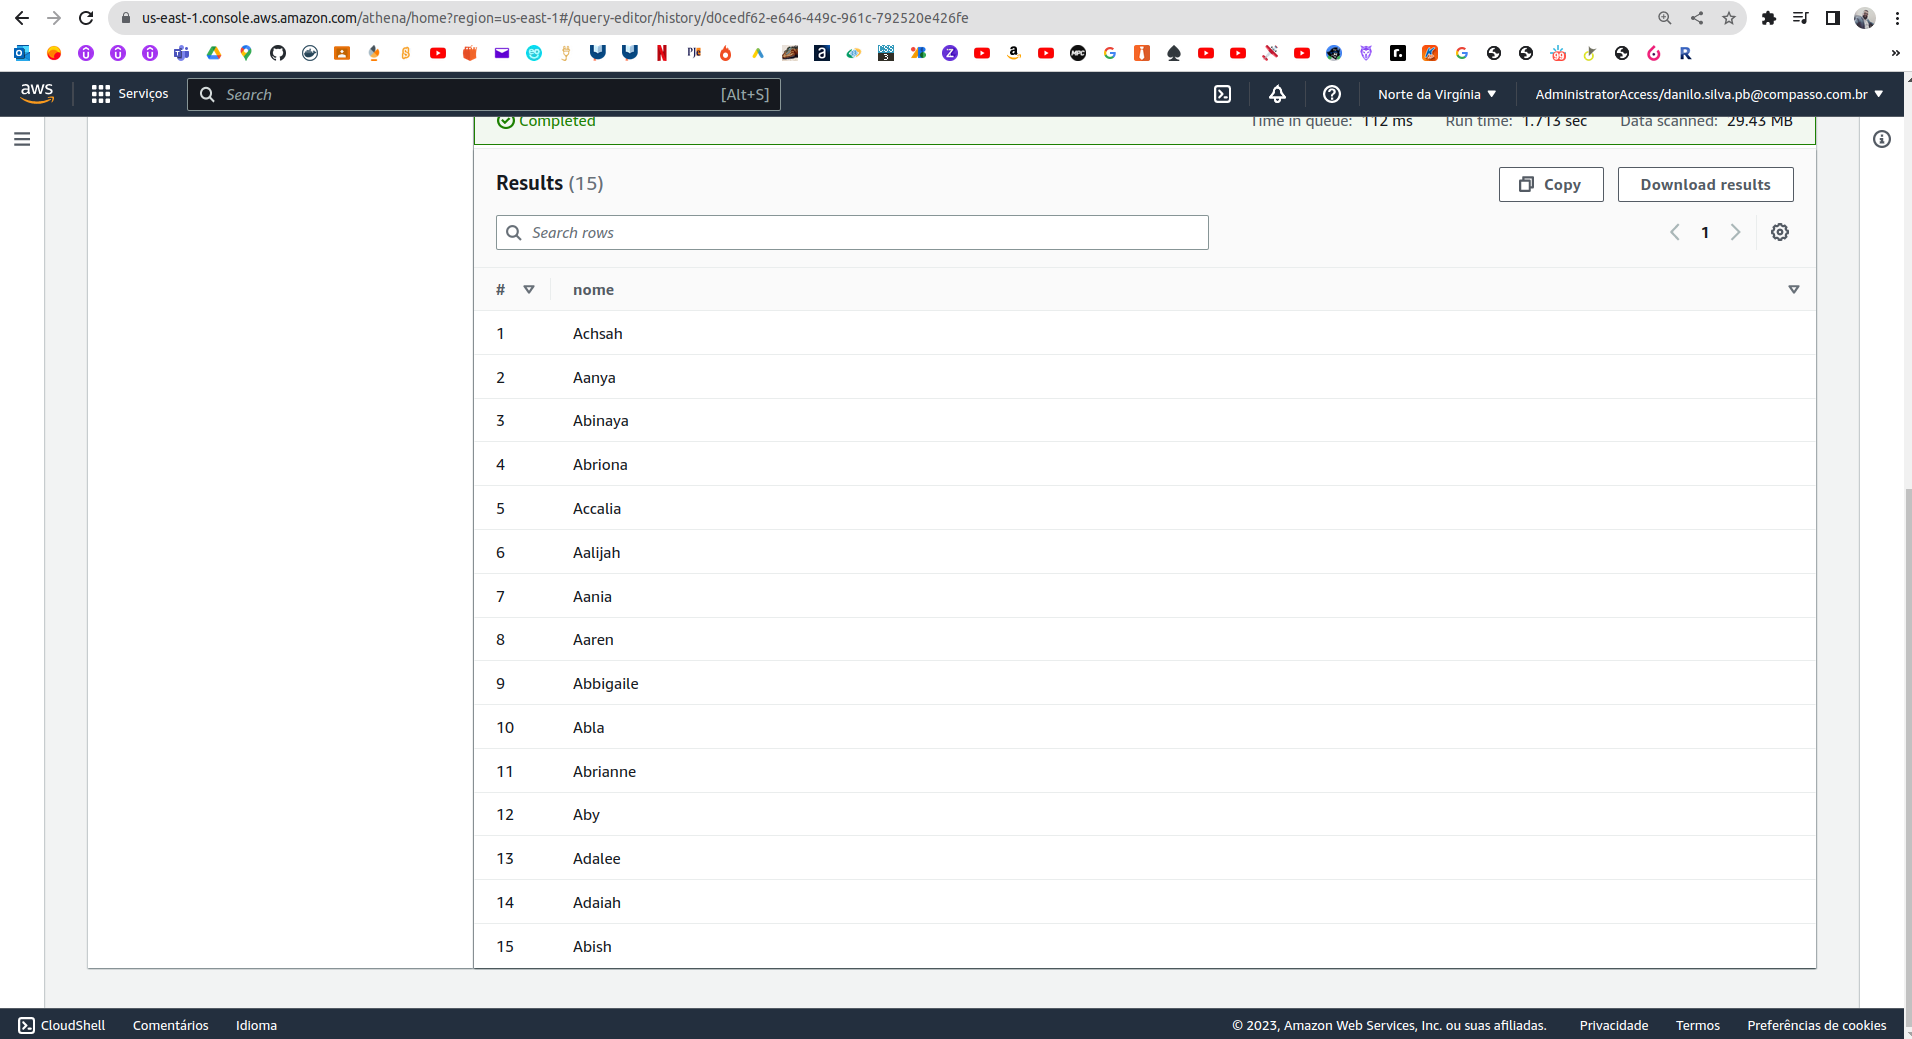 us-east-1.console.aws.amazon.com/athena/home?region=us-east-1#/query-editor/history/d0cedf62-e646-449c-961c-792520e426fe
aws Serviços Search [Alt+S] Norte da Virgínia AdministratorAccess/danilo.silva.pb@compasso.com.br
Completed Time in queue: 112 ms Run time: 1.713 sec Data scanned: 29.43 MB
Results (15) Copy Download results
Search rows 1
# nome
1 Achsah
2 Aanya
3 Abinaya
4 Abriona
5 Accalia
6 Aalijah
7 Aania
8 Aaren
9 Abbigaile
10 Abla
11 Abrianne
12 Aby
13 Adalee
14 Adaiah
15 Abish
CloudShell Comentários Idioma © 2023, Amazon Web Services, Inc. ou suas afiliadas. Privacidade Termos Preferências de cookies